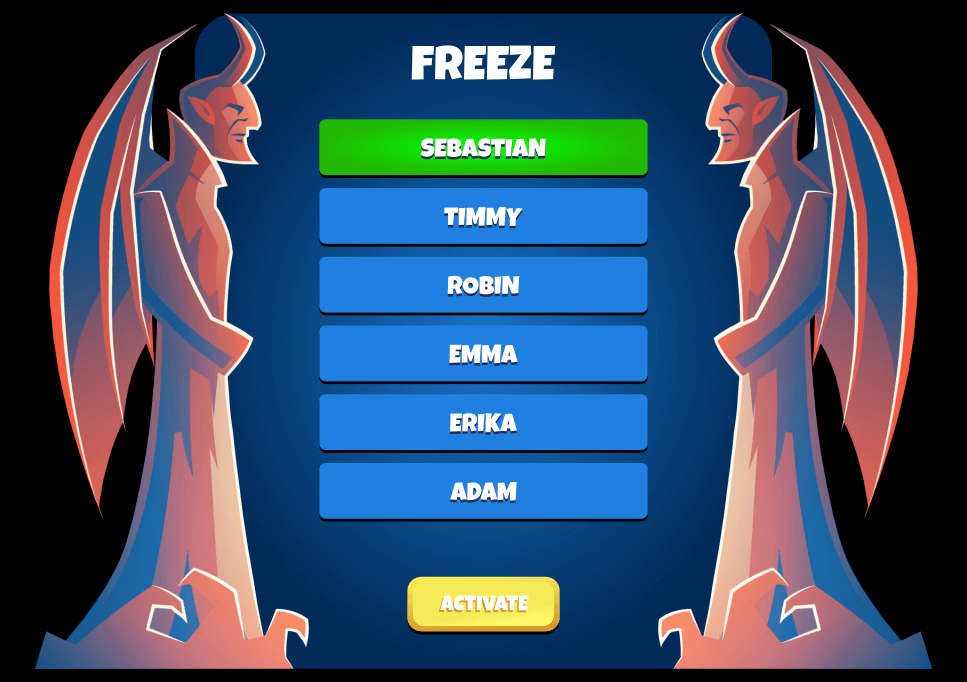 FREEZE
SEBASTIAN
TIMMY
ROBIN
EMMA
ERIKA
ADAM
ACTIVATE